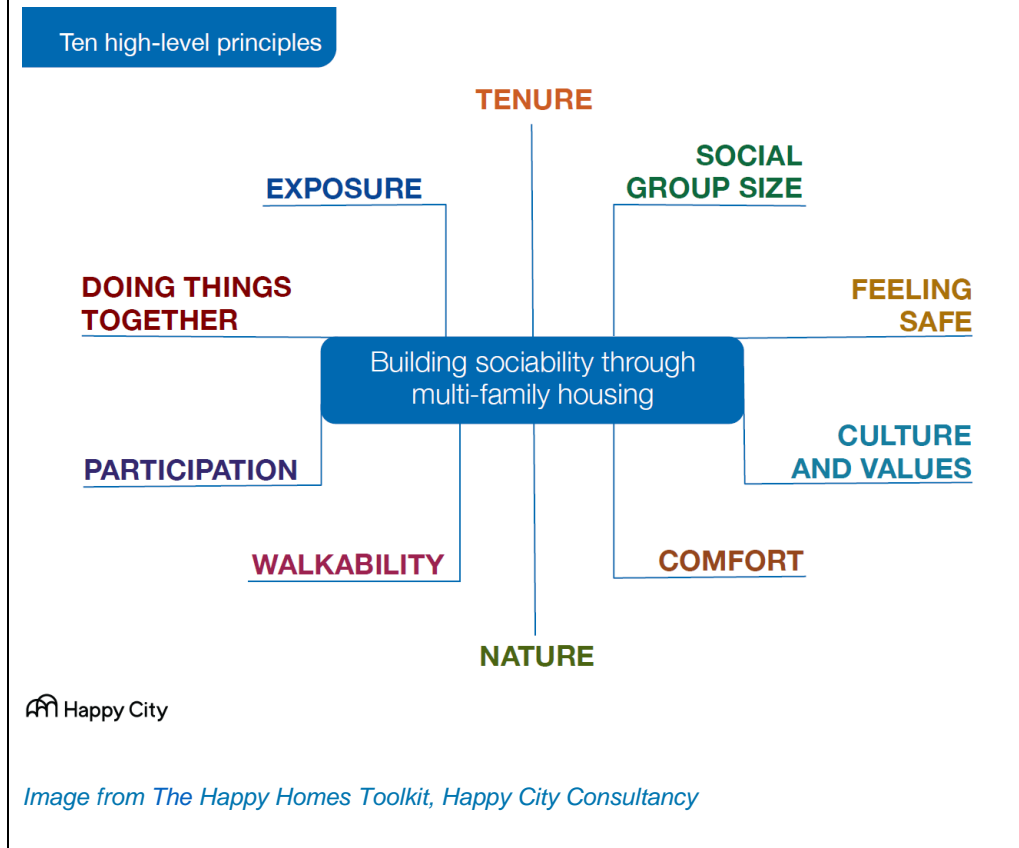 Ten high-level principles
TENURE
SOCIAL
GROUP SIZE
EXPOSURE
DOING THINGS
TOGETHER
FEELING
SAFE
Building sociability through
multi-family housing
CULTURE
AND VALUES
PARTICIPATION
WALKABILITY
COMFORT
NATURE
Happy City
Image from The Happy Homes Toolkit, Happy City Consultancy